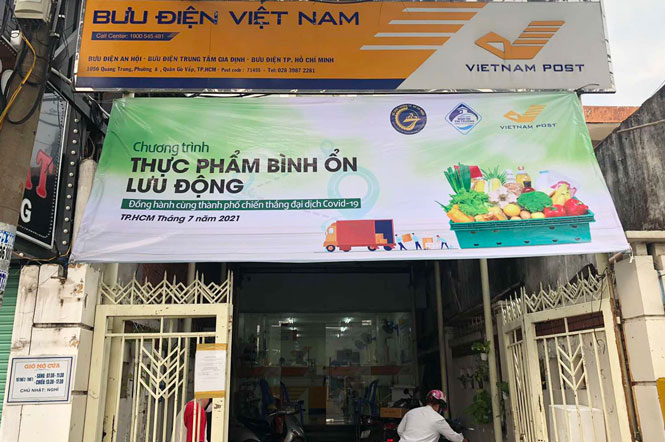 BƯU ĐIỆN VIỆT NAM
Call Center: 1900 545 481
BƯU ĐIỆN AN HỘI - BƯU ĐIỆN TRUNG TÂM GIA ĐỊNH - BƯU ĐIỆN TP. HỒ CHÍ MINH
VIETNAM POST
VIETNAM POST
Chương trình
THỰC PHẨM BÌNH ỔN
LƯU ĐỘNG
Đồng hành cùng thành phố chiến thắng đại dịch Covid-19
TP.HCM Tháng 7 năm 2021
GIỜ MỞ CỬA
CHỦ NHẬT: NGHỈ